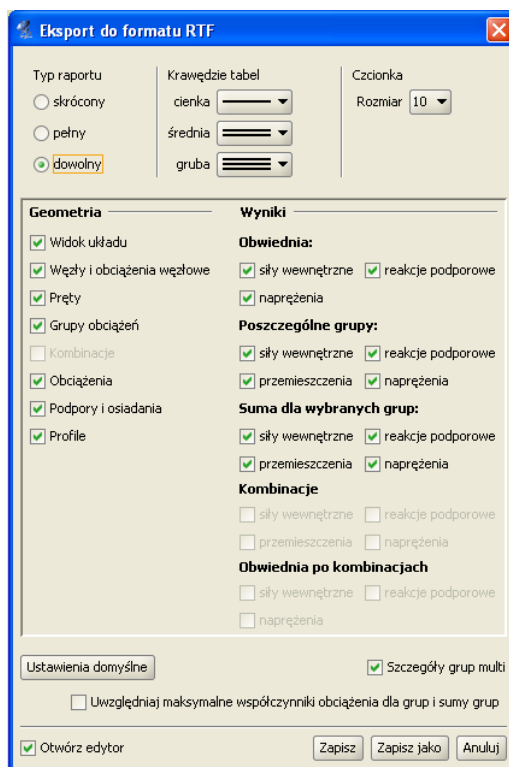 Eksport do formatu RTF
Typ raportu
skrócony
pełny
dowolny
Krawędzie tabel
cienka
średnia
gruba
Czcionka
Rozmiar 10
Geometria
Widok układu
Węzły i obciążenia węzłowe
Pręty
Grupy obciążeń
Kombinacje
Obciążenia
Podpory i osiadania
Profile
Wyniki
Obwiednia:
siły wewnętrzne reakcje podporowe
naprężenia
Poszczególne grupy:
siły wewnętrzne reakcje podporowe
przemieszczenia naprężenia
Suma dla wybranych grup:
siły wewnętrzne reakcje podporowe
przemieszczenia naprężenia
Kombinacje
siły wewnętrzne reakcje podporowe
przemieszczenia naprężenia
Obwiednia po kombinacjach
siły wewnętrzne reakcje podporowe
naprężenia
Ustawienia domyślne
Szczegóły grup multi
Uwzględniaj maksymalne współczynniki obciążenia dla grup i sumy grup
Otwórz edytor
Zapisz Zapisz jako Anuluj